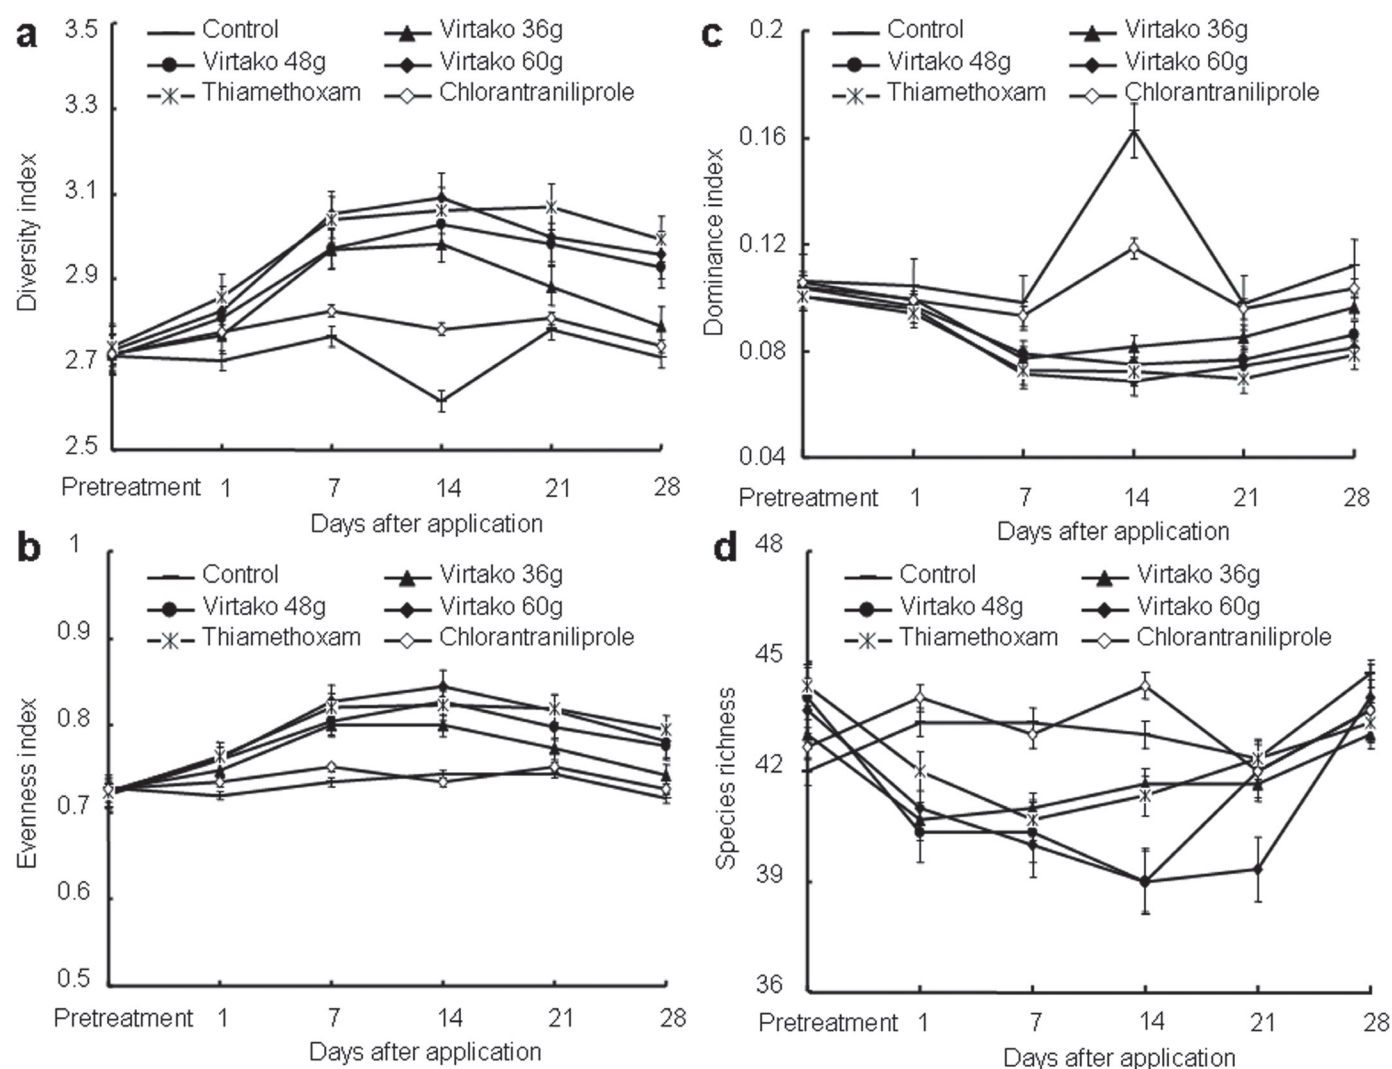 a
3.5
3.3
3.1
2.9
2.7
2.5
Diversity index
Control
Virtako 36g
Virtako 48g
Virtako 60g
Thiamethoxam
Chlorantraniliprole
Pretreatment 1 7 14 21 28
Days after application
c
0.2
0.16
0.12
0.08
0.04
Dominance index
Control
Virtako 36g
Virtako 48g
Virtako 60g
Thiamethoxam
Chlorantraniliprole
Pretreatment 1 7 14 21 28
Days after application
b
1
0.9
0.8
0.7
0.6
0.5
Evenness index
Control
Virtako 36g
Virtako 48g
Virtako 60g
Thiamethoxam
Chlorantraniliprole
Pretreatment 1 7 14 21 28
Days after application
d
48
45
42
39
36
Species richness
Control
Virtako 36g
Virtako 48g
Virtako 60g
Thiamethoxam
Chlorantraniliprole
Pretreatment 1 7 14 21 28
Days after application